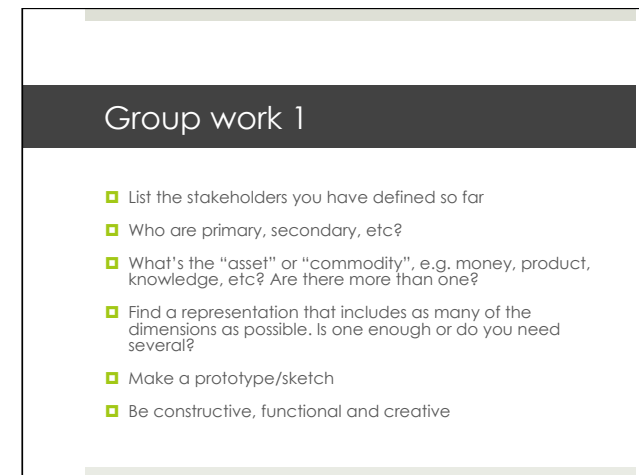 Group work 1
List the stakeholders you have defined so far
Who are primary, secondary, etc?
What's the “asset” or “commodity”, e.g. money, product,
knowledge, etc? Are there more than one?
Find a representation that includes as many of the
dimensions as possible. Is one enough or do you need
several?
Make a prototype/sketch
Be constructive, functional and creative